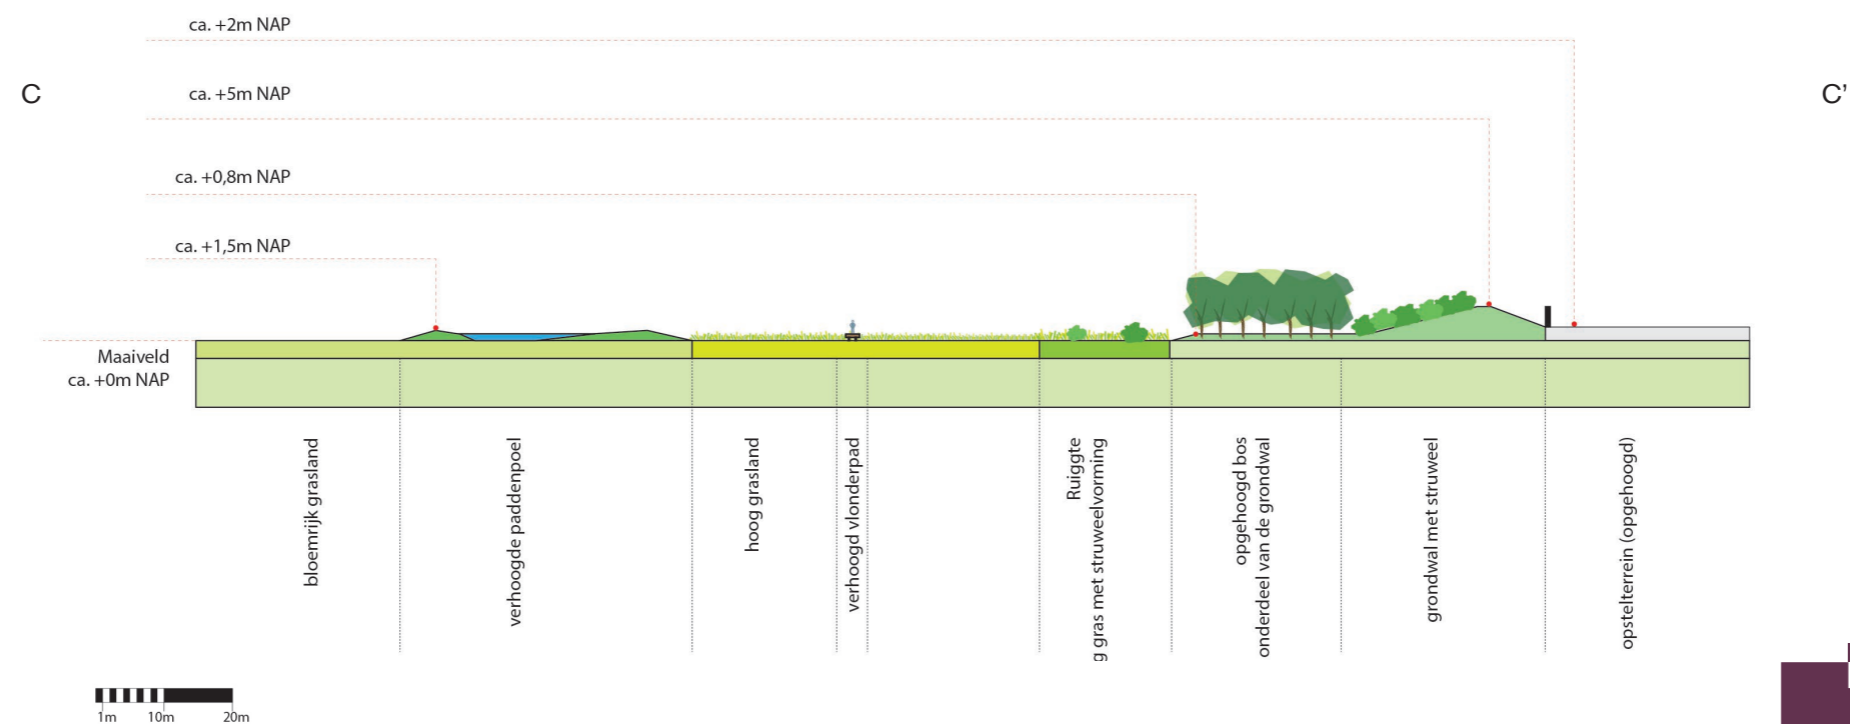 ca. +2m NAP
C
ca. +5m NAP
C'
ca. +0,8m NAP
ca. +1,5m NAP
Maaiveld
ca. +0m NAP
bloemrijk grasland
verhoogde paddenpoel
hoog grasland
verhoogd vlonderpad
Ruiggte
g gras met struweelvorming
opgehoogd bos
onderdeel van de grondwal
grondwal met struweel
opstelterrein (opgehoogd)
1m 10m 20m